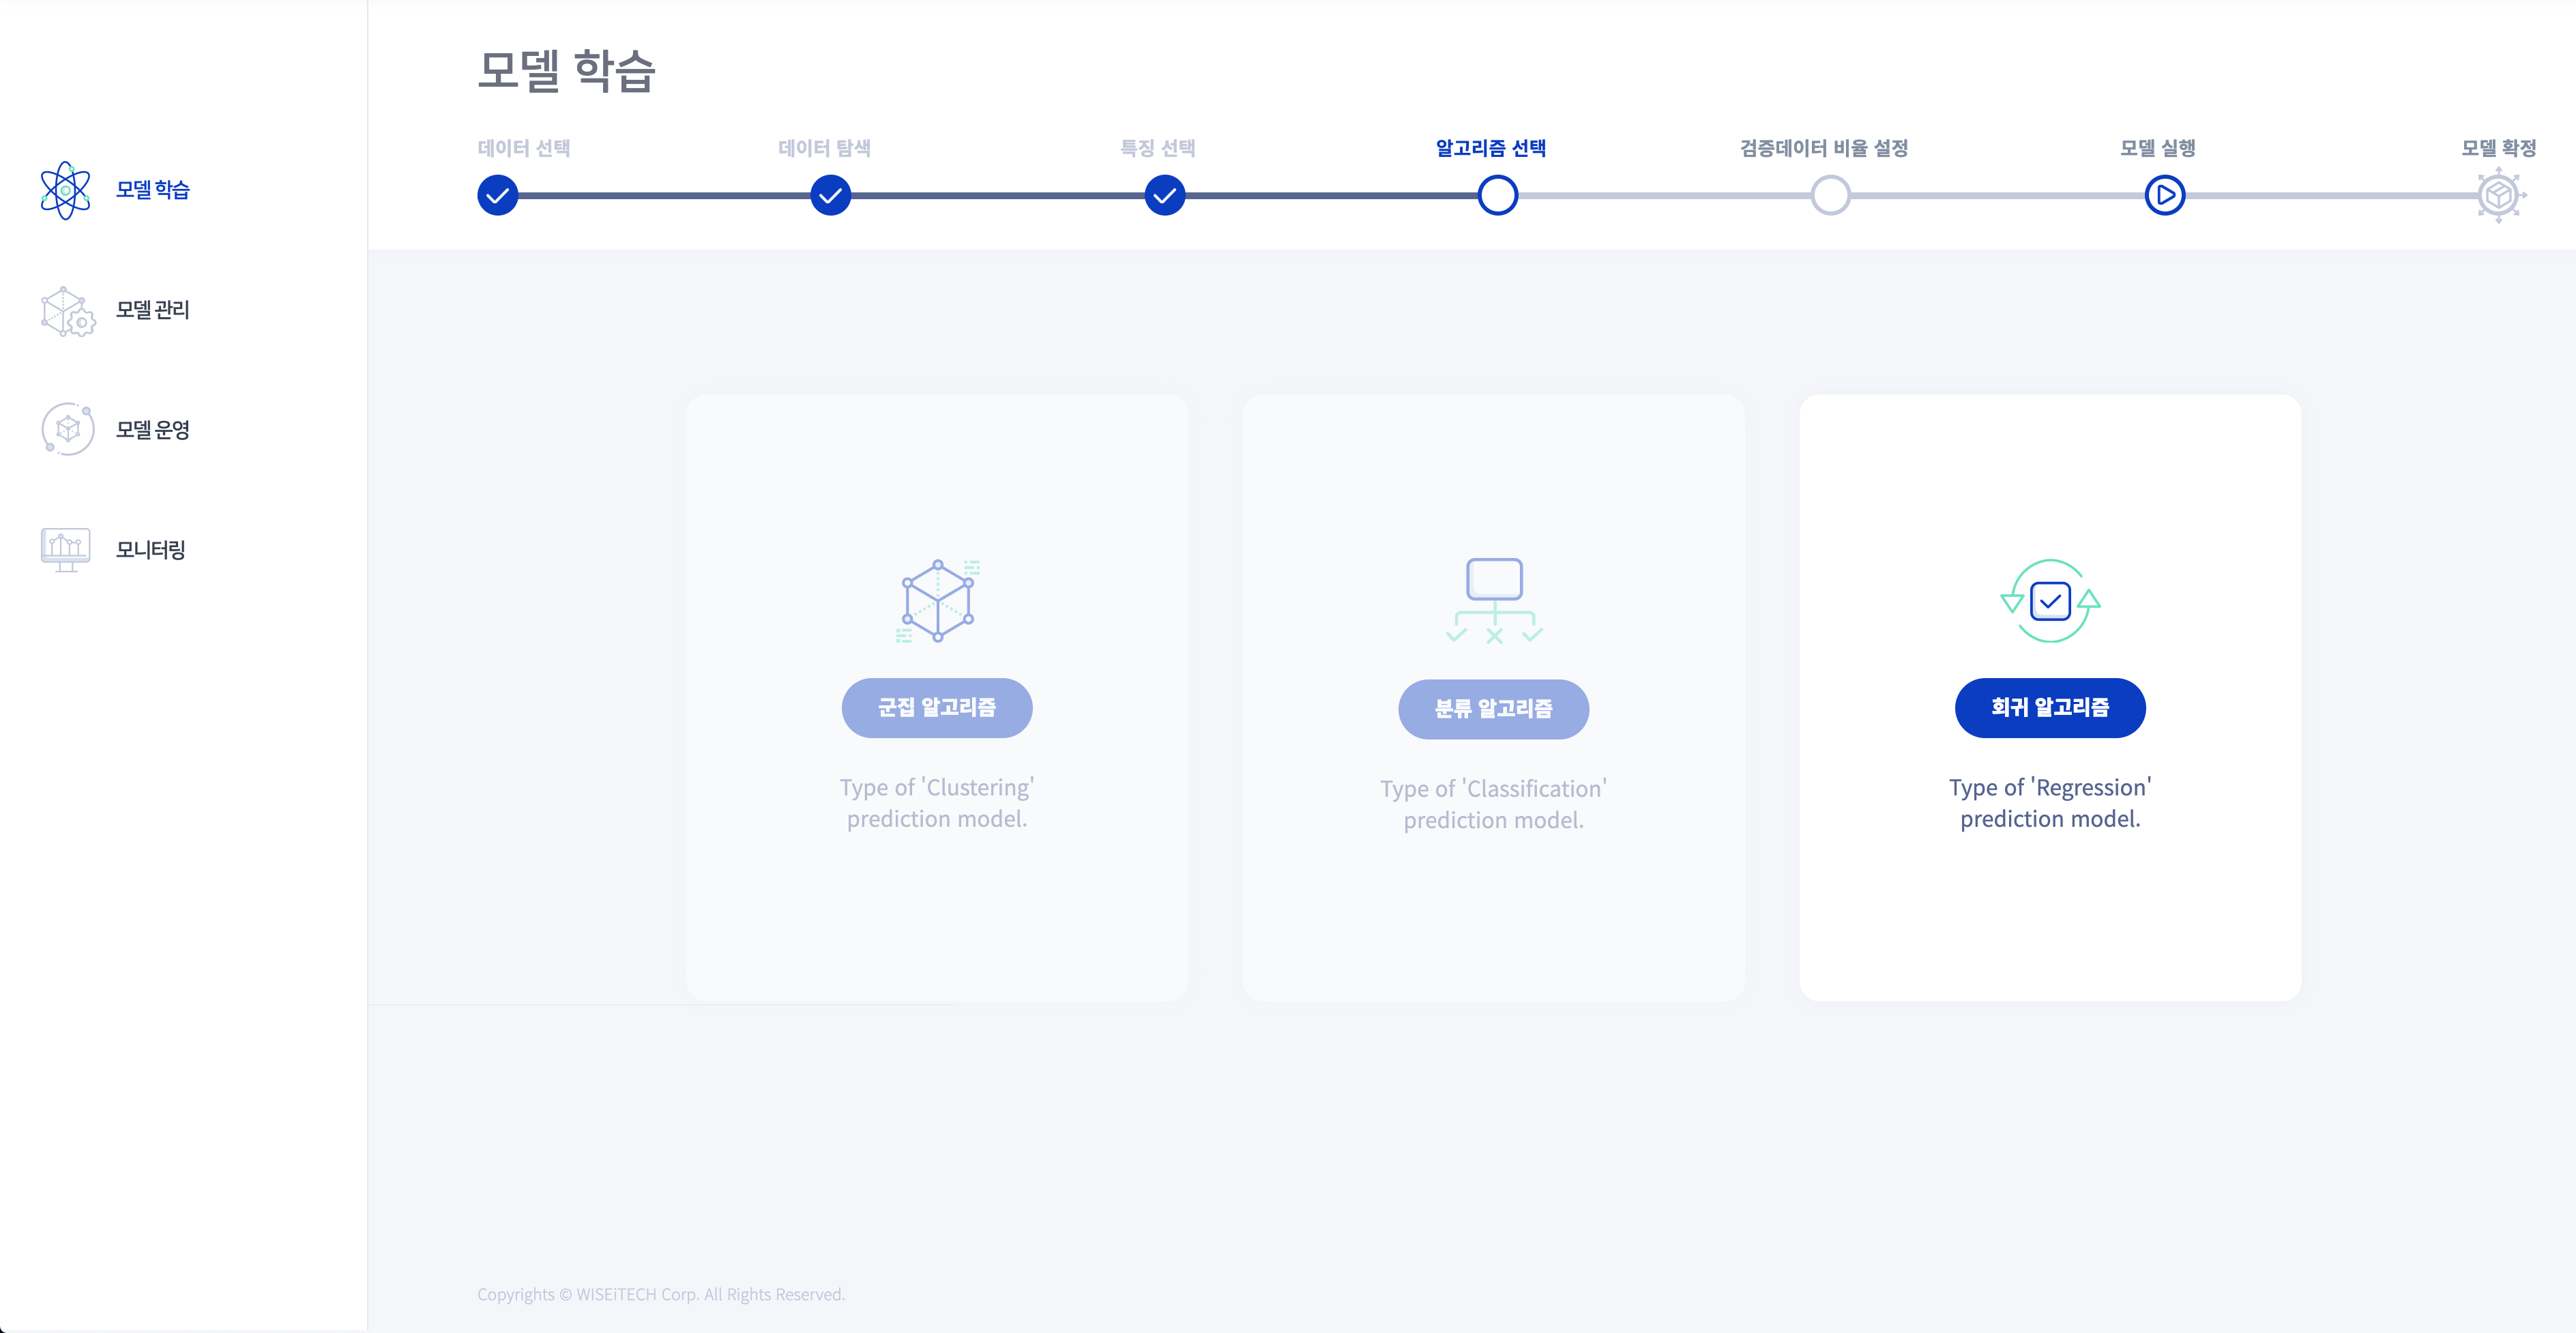 모델 학습
데이터 선택
데이터 탐색
특징 선택
알고리즘 선택
검증데이터 비율 설정
모델 실행
모델 확정
모델 학습
모델 관리
모델 운영
모니터링
군집 알고리즘
Type of 'Clustering'
prediction model.
분류 알고리즘
Type of 'Classification'
prediction model.
회귀 알고리즘
Type of 'Regression'
prediction model.
Copyrights © WISEiTECH Corp. All Rights Reserved.